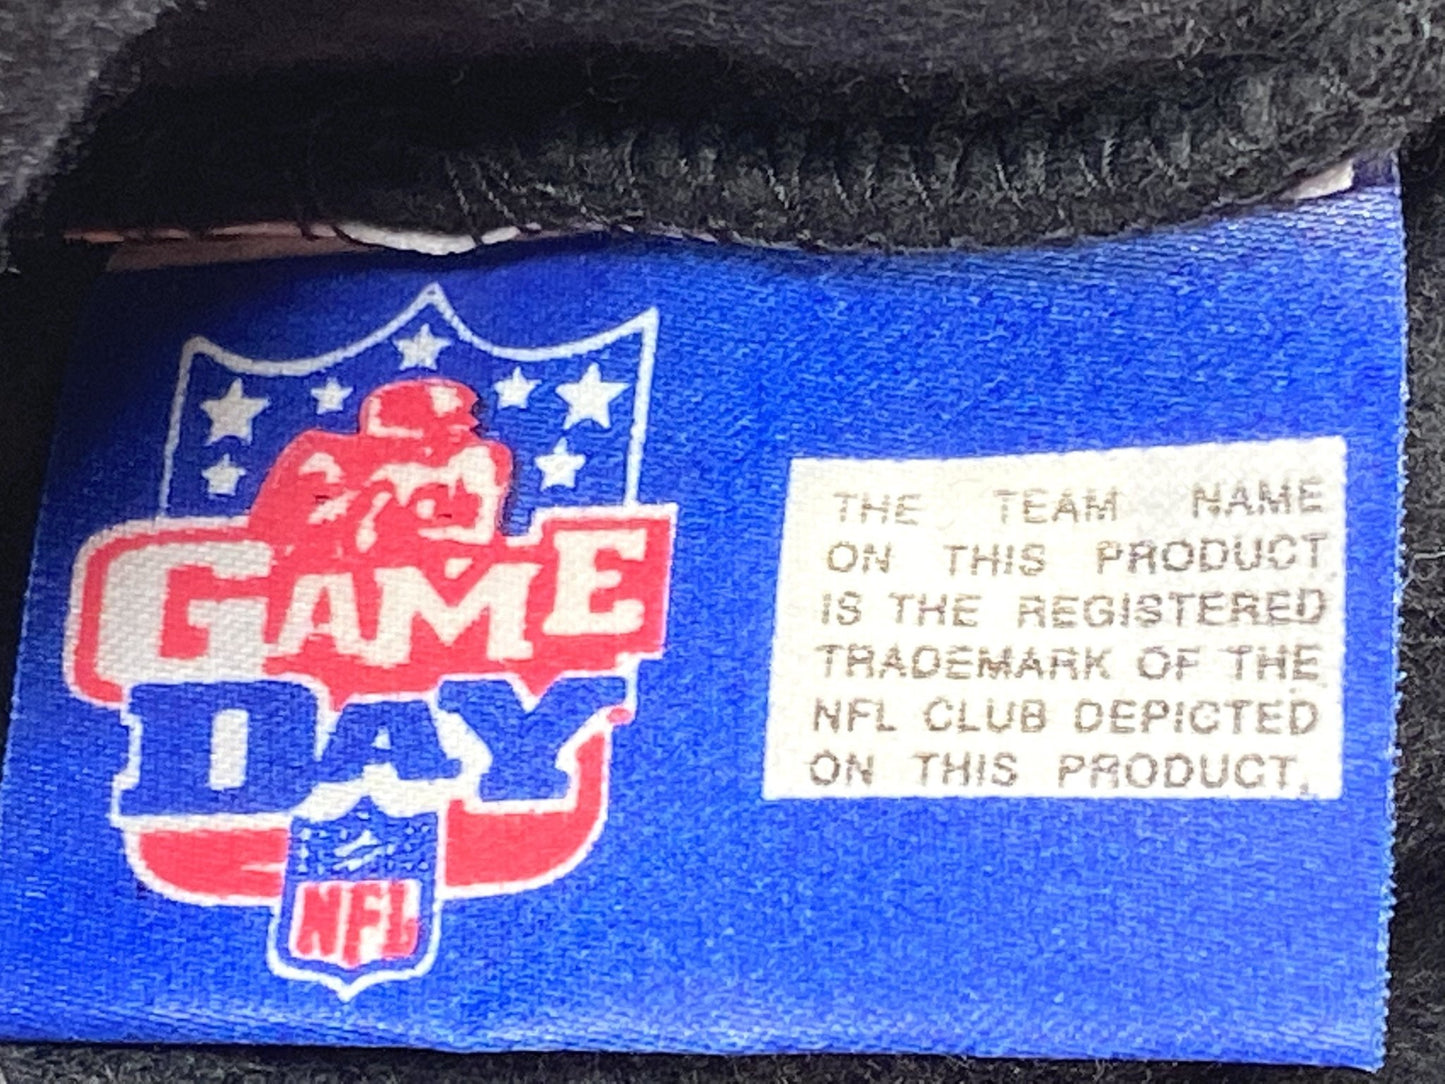 GAME
DAY
NFL
THE TEAM NAME
ON THIS PRODUCT
IS THE REGISTERED
TRADEMARK OF THE
NFL CLUB DEPICTED
ON THIS PRODUCT.